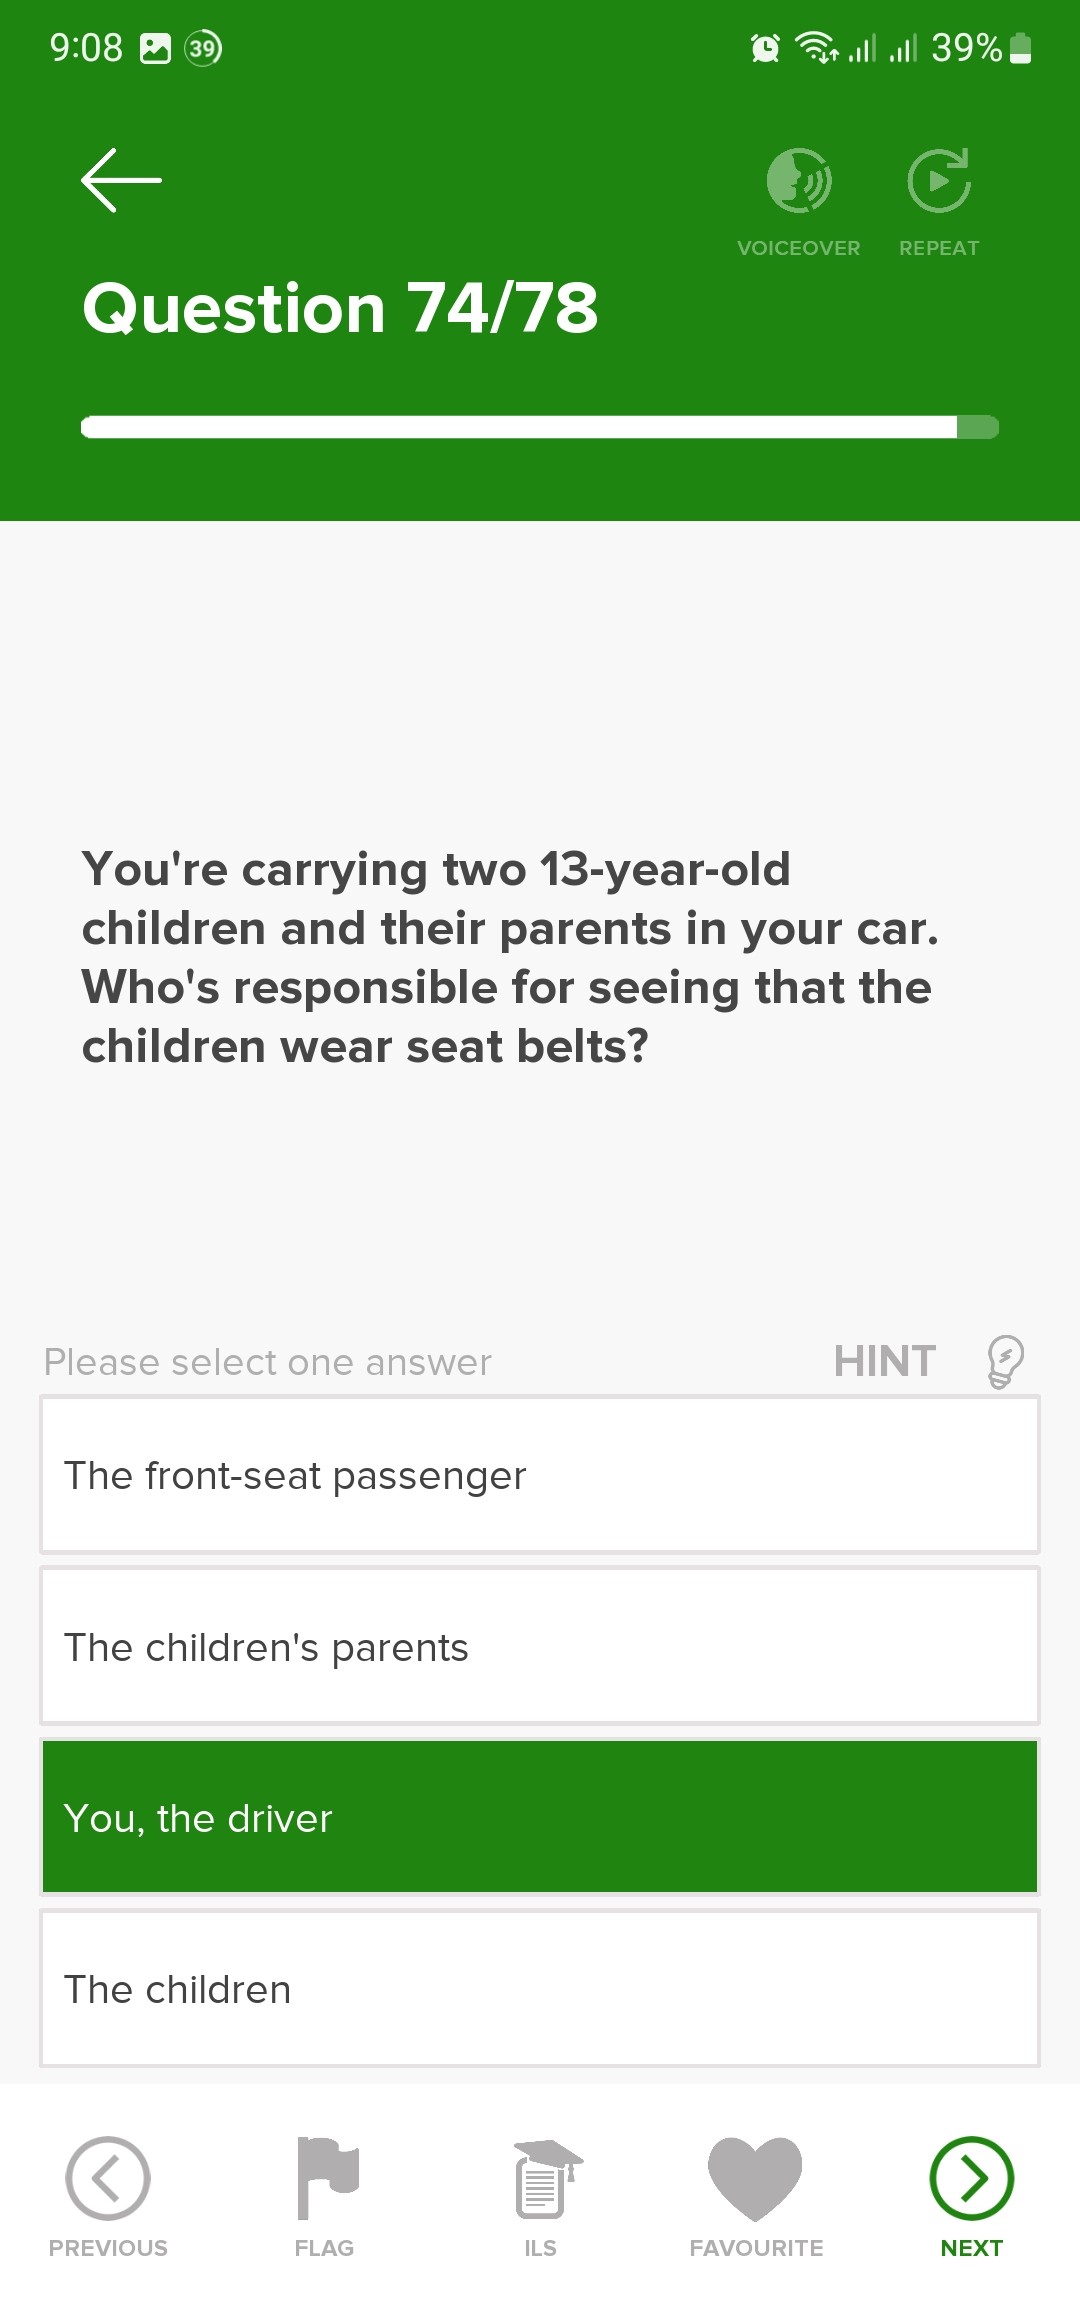 9:08 39 39%
VOICEOVER REPEAT
Question 74/78
You're carrying two 13-year-old
children and their parents in your car.
Who's responsible for seeing that the
children wear seat belts?
Please select one answer HINT
The front-seat passenger
The children's parents
You, the driver
The children
PREVIOUS FLAG ILS FAVOURITE NEXT